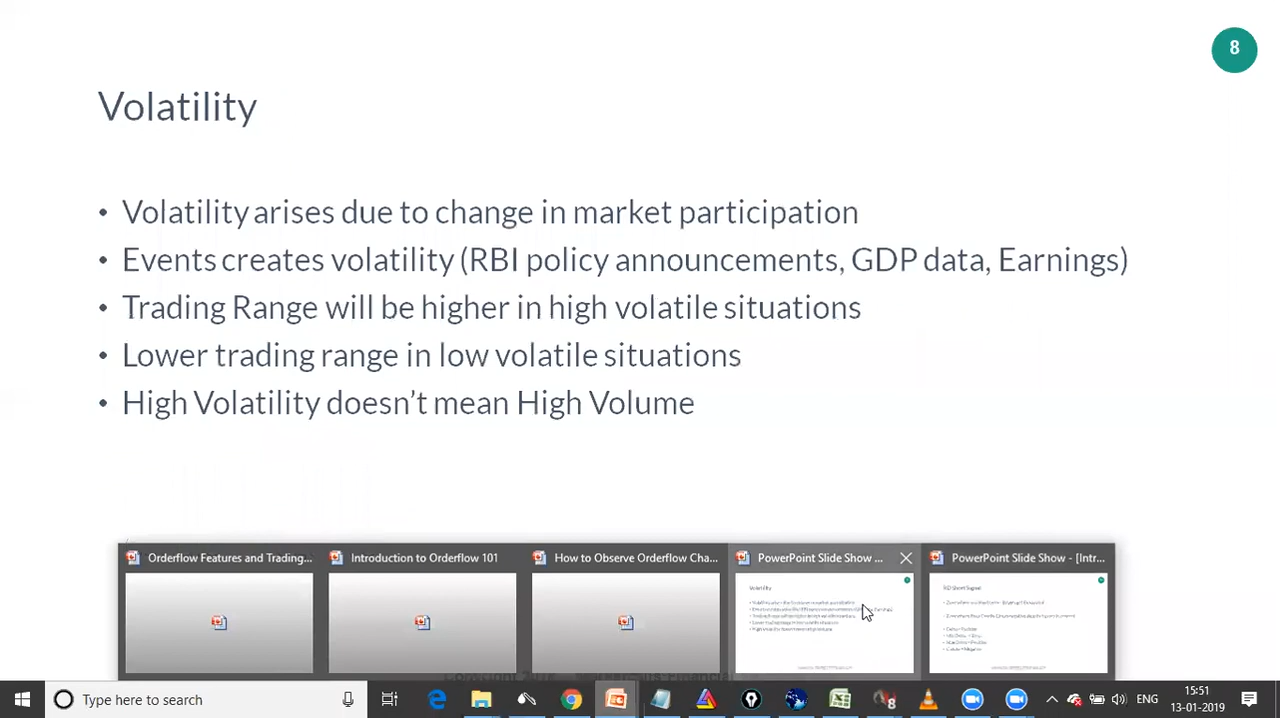 8
Volatility
• Volatility arises due to change in market participation
• Events creates volatility (RBI policy announcements, GDP data, Earnings)
• Trading Range will be higher in high volatile situations
• Lower trading range in low volatile situations
• High Volatility doesn’t mean High Volume
Orderflow Features and Trading...
Introduction to Orderflow 101
How to Observe Orderflow Cha...
PowerPoint Slide Show ...
PowerPoint Slide Show - [Intr...
Volatility
Type here to search
8
ENG
15:51
13-01-2019